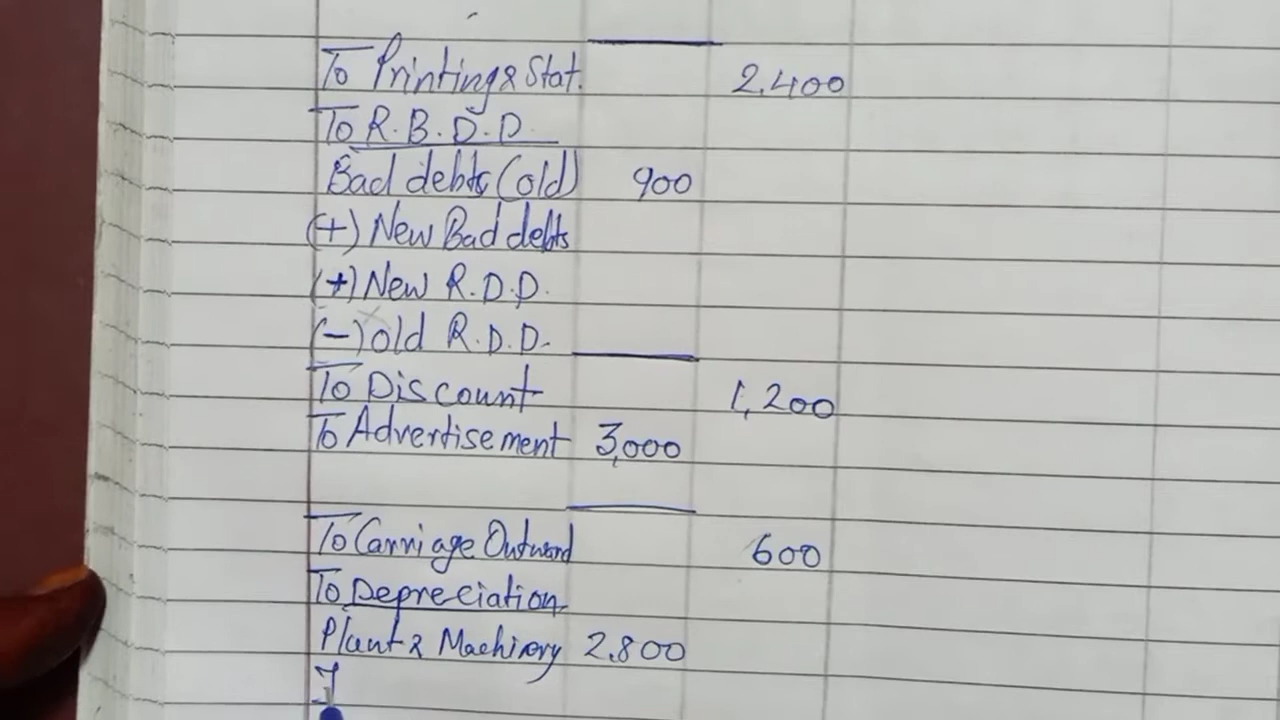 To Printing & Stat. 2,400
To R.B.D.D.
Bad debts (old) 900
(+) New Bad debts
(+) New R.D.D.
(-) old R.D.D.
To Discount 1,200
To Advertisement 3,000
To Carriage Outward 600
To Depreciation
Plant & Machinery 2,800